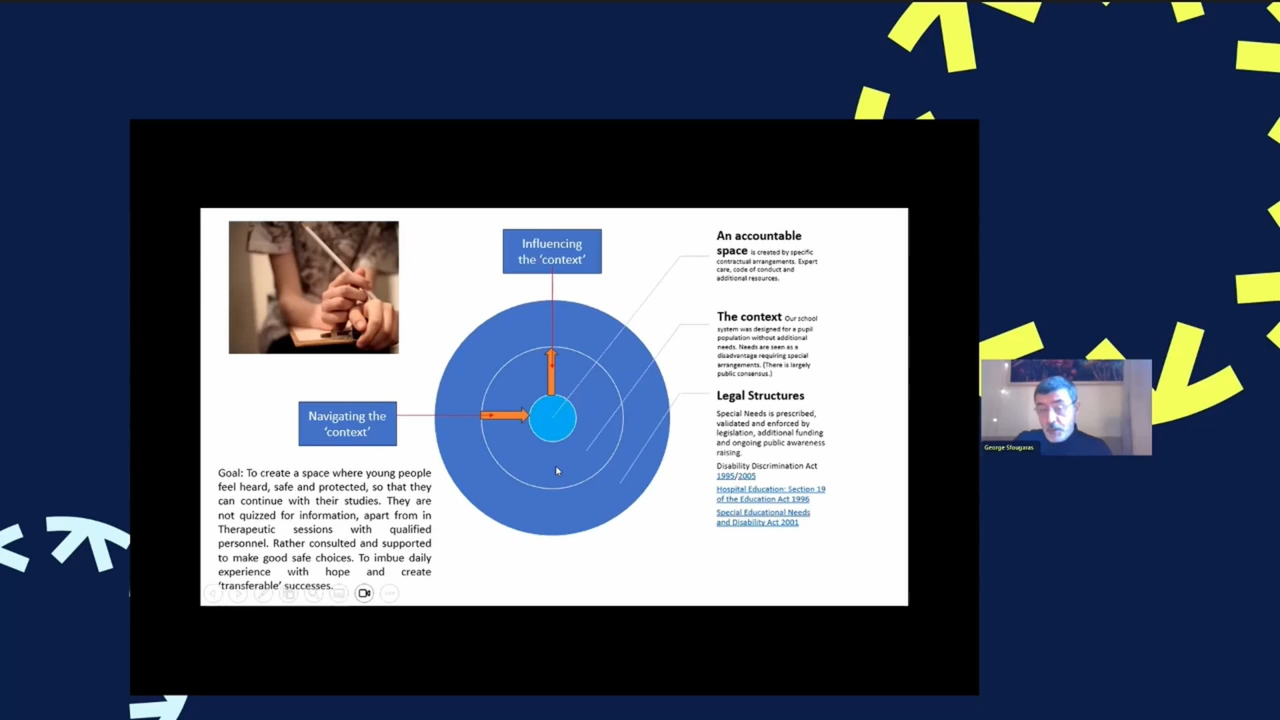 Influencing
the ‘context’
Navigating the
‘context’
Goal: To create a space where young people
feel heard, safe and protected, so that they
can continue with their studies. They are
not quizzed for information, apart from in
Therapeutic sessions with qualified
personnel. Rather consulted and supported
to make good safe choices. To imbue daily
experience with hope and create
‘transferable’ successes.
An accountable
space is created by specific
contractual arrangements. Expert
care, code of conduct and
additional resources.
The context Our school
system was designed for a pupil
population without additional
needs. Needs are seen as a
disadvantage requiring special
arrangements. (There is largely
public consensus.)
Legal Structures
Special Needs is prescribed,
validated and enforced by
legislation, additional funding
and ongoing public awareness
raising.
Disability Discrimination Act
1995/2005
Hospital Education: Section 19
of the Education Act 1996
Special Educational Needs
and Disability Act 2001
George Sfougaras